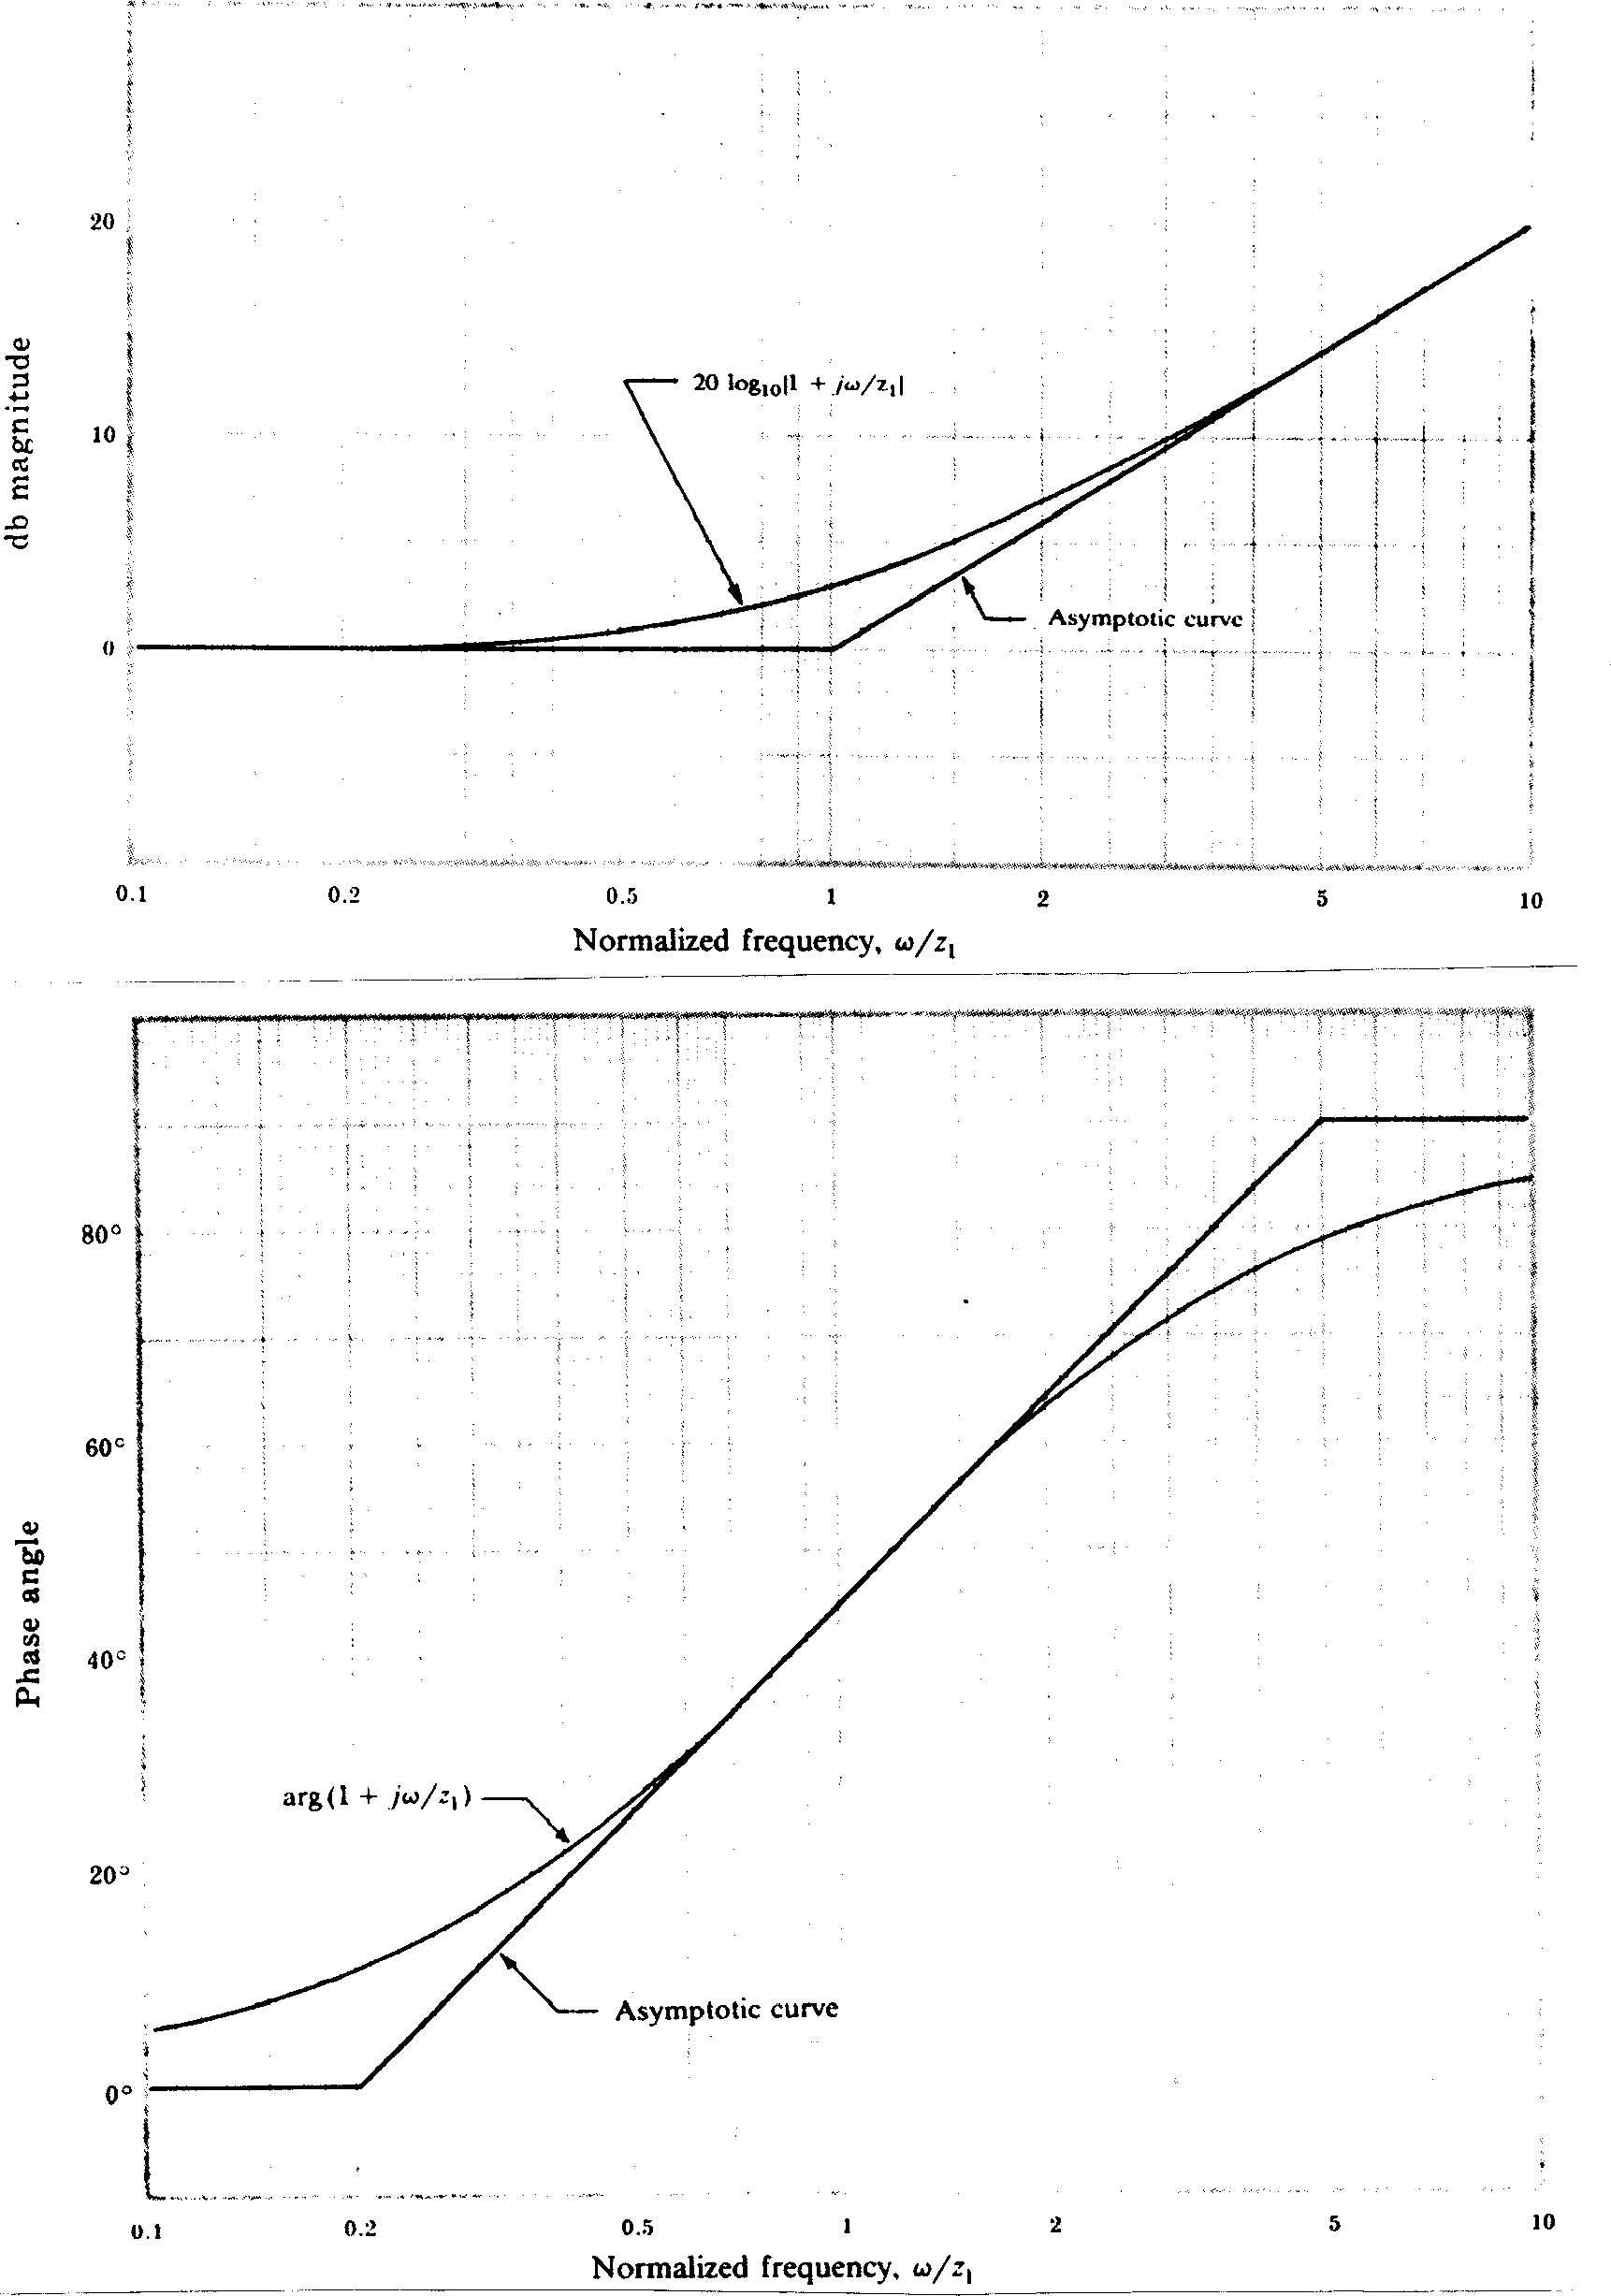 20
10
0
db magnitude
20 log₁₀|1 + jω/z₁|
Asymptotic curve
0.1 0.2 0.5 1 2 5 10
Normalized frequency, ω/z₁
80°
60°
40°
20°
0°
Phase angle
arg(1 + jω/z₁)
Asymptotic curve
0.1 0.2 0.5 1 2 5 10
Normalized frequency, ω/z₁